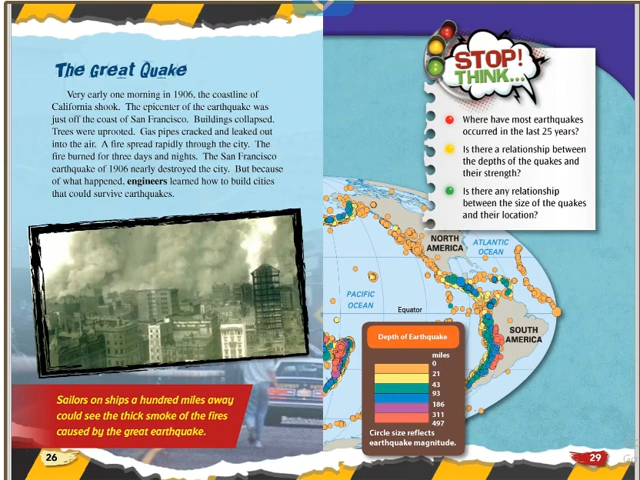 The Great Quake
Very early one morning in 1906, the coastline of
California shook. The epicenter of the earthquake was
just off the coast of San Francisco. Buildings collapsed.
Trees were uprooted. Gas pipes cracked and leaked out
into the air. A fire spread rapidly through the city. The
fire burned for three days and nights. The San Francisco
earthquake of 1906 nearly destroyed the city. But because
of what happened, engineers learned how to build cities
that could survive earthquakes.
Sailors on ships a hundred miles away
could see the thick smoke of the fires
caused by the great earthquake.
26
STOP!
THINK...
Where have most earthquakes
occurred in the last 25 years?
Is there a relationship between
the depths of the quakes and
their strength?
Is there any relationship
between the size of the quakes
and their location?
NORTH
AMERICA
ATLANTIC
OCEAN
PACIFIC
OCEAN
Equator
SOUTH
AMERICA
Depth of Earthquake
miles
0
21
43
93
186
311
497
Circle size reflects
earthquake magnitude.
29